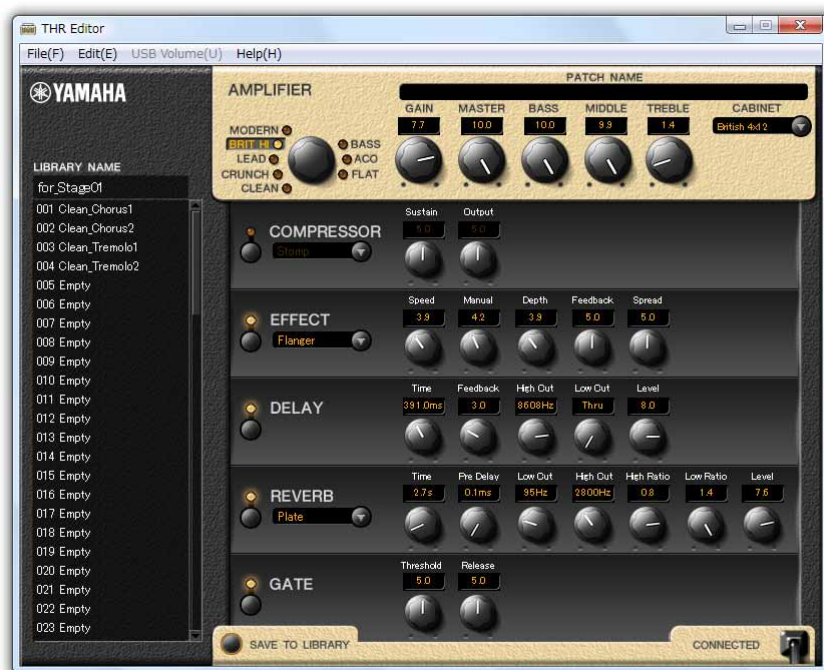 THR Editor
File(F) Edit(E) USB Volume(U) Help(H)
YAMAHA
LIBRARY NAME
for_Stage01
001 Clean_Chorus1
002 Clean_Chorus2
003 Clean_Tremolo1
004 Clean_Tremolo2
005 Empty
006 Empty
007 Empty
008 Empty
009 Empty
010 Empty
011 Empty
012 Empty
013 Empty
014 Empty
015 Empty
016 Empty
017 Empty
018 Empty
019 Empty
020 Empty
021 Empty
022 Empty
023 Empty
AMPLIFIER
PATCH NAME
GAIN MASTER BASS MIDDLE TREBLE CABINET
7.7 10.0 10.0 9.9 1.4 British 4x12
MODERN
BRIT HI
LEAD
CRUNCH
CLEAN
BASS
ACO
FLAT
COMPRESSOR
Stomp
Sustain Output
5.0 5.0
EFFECT
Flanger
Speed Manual Depth Feedback Spread
3.9 4.2 3.9 5.0 5.0
DELAY
Time Feedback High Cut Low Cut Level
391.0ms 3.0 8608Hz Thru 8.0
REVERB
Plate
Time Pre Delay Low Cut High Cut High Ratio Low Ratio Level
2.7s 0.1ms 95Hz 2800Hz 0.8 1.4 7.6
GATE
Threshold Release
5.0 5.0
SAVE TO LIBRARY
CONNECTED